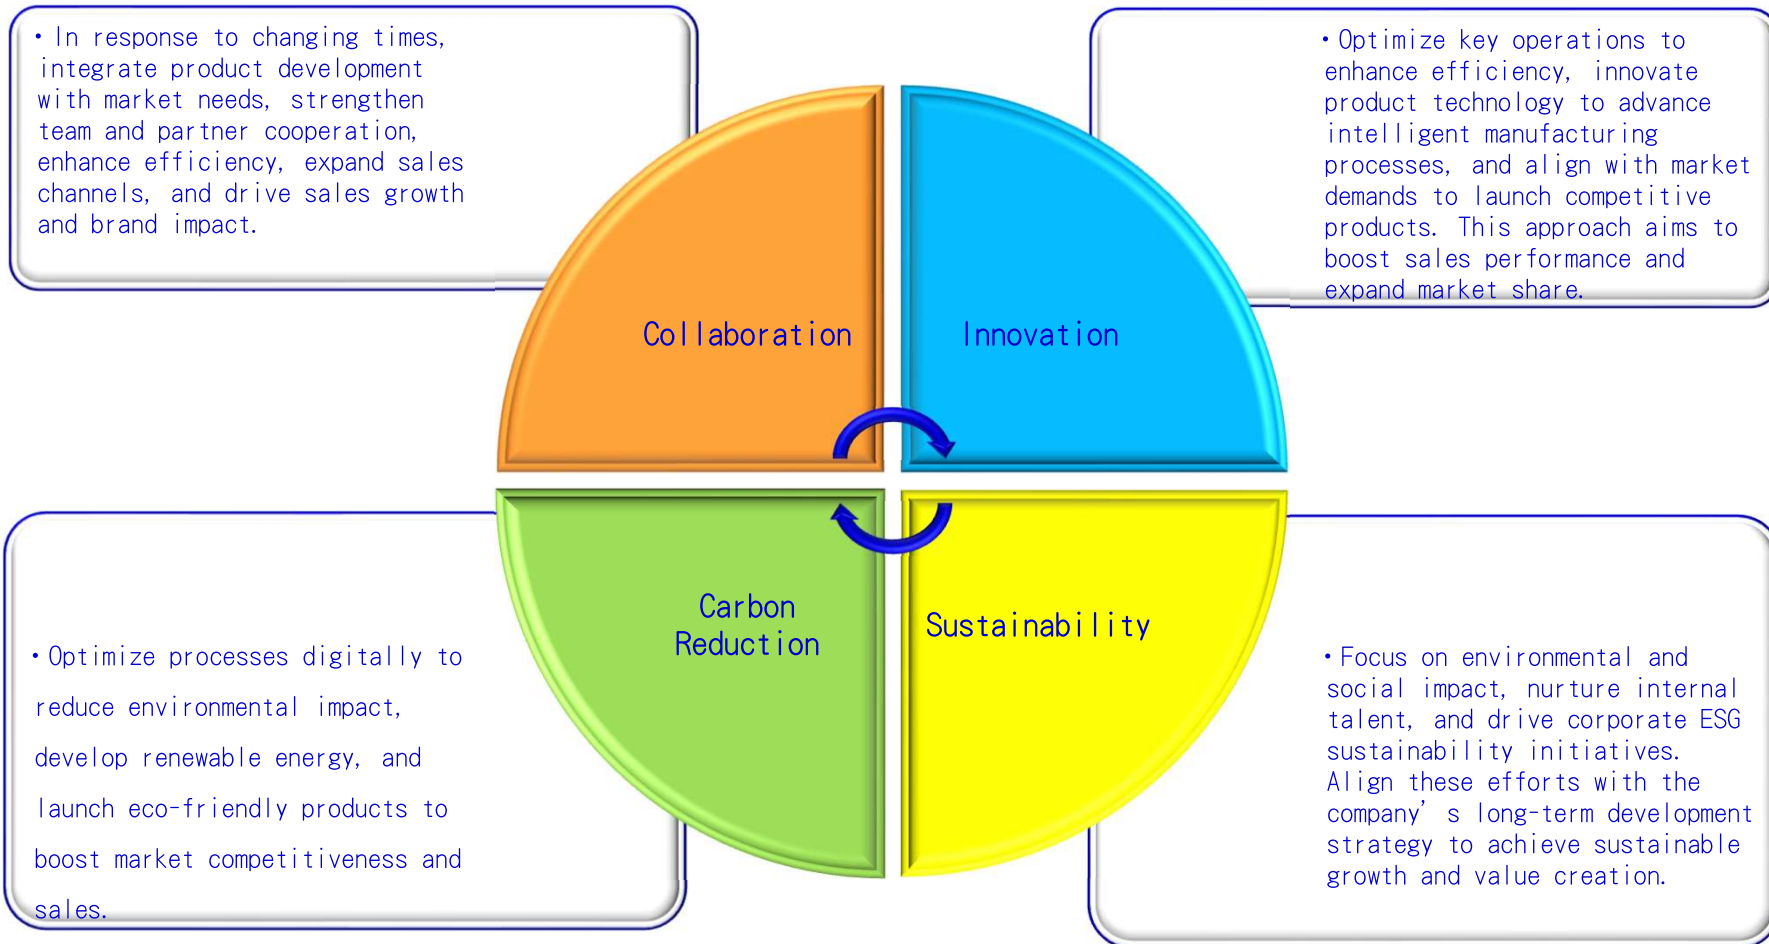 ・In response to changing times,
integrate product development
with market needs, strengthen
team and partner cooperation,
enhance efficiency, expand sales
channels, and drive sales growth
and brand impact.
・Optimize key operations to
enhance efficiency, innovate
product technology to advance
intelligent manufacturing
processes, and align with market
demands to launch competitive
products. This approach aims to
boost sales performance and
expand market share.
Collaboration
Innovation
Carbon
Reduction
Sustainability
・Optimize processes digitally to
reduce environmental impact,
develop renewable energy, and
launch eco-friendly products to
boost market competitiveness and
sales.
・Focus on environmental and
social impact, nurture internal
talent, and drive corporate ESG
sustainability initiatives.
Align these efforts with the
company’s long-term development
strategy to achieve sustainable
growth and value creation.